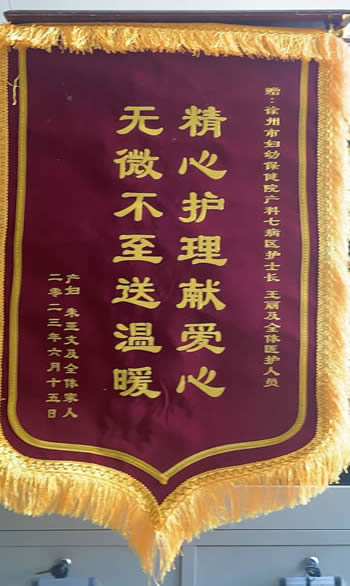 赠：徐州市妇幼保健院产科七病区护士长 王丽及全体医护人员
精心护理献爱心
无微不至送温暖
产妇 朱亚文及全体家人
二零二三年六月十五日